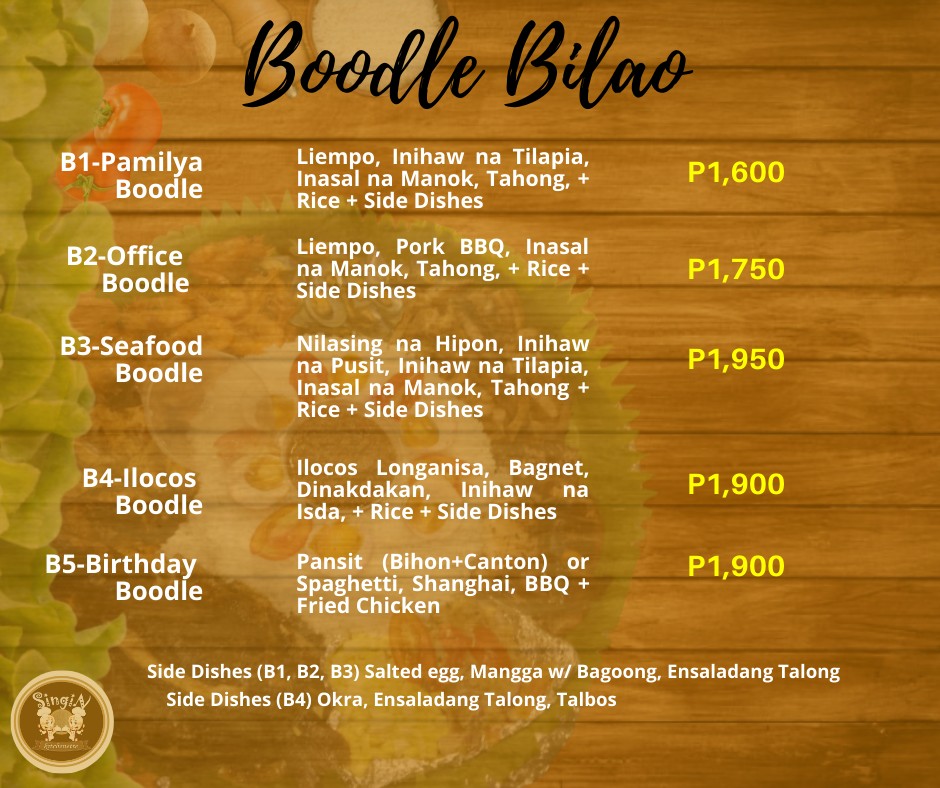 Boodle Bilao
B1-Pamilya
Boodle
Liempo, Inihaw na Tilapia,
Inasal na Manok, Tahong, +
Rice + Side Dishes
P1,600
B2-Office
Boodle
Liempo, Pork BBQ, Inasal
na Manok, Tahong, + Rice +
Side Dishes
P1,750
B3-Seafood
Boodle
Nilasing na Hipon, Inihaw
na Pusit, Inihaw na Tilapia,
Inasal na Manok, Tahong +
Rice + Side Dishes
P1,950
B4-Ilocos
Boodle
Ilocos Longanisa, Bagnet,
Dinakdakan, Inihaw na
Isda, + Rice + Side Dishes
P1,900
B5-Birthday
Boodle
Pansit (Bihon+Canton) or
Spaghetti, Shanghai, BBQ +
Fried Chicken
P1,900
Side Dishes (B1, B2, B3) Salted egg, Mangga w/ Bagoong, Ensaladang Talong
Side Dishes (B4) Okra, Ensaladang Talong, Talbos